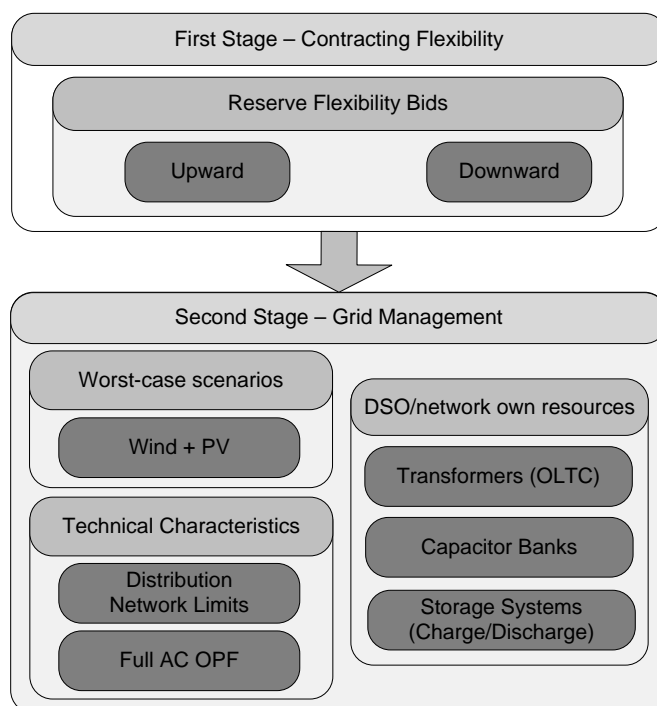 First Stage – Contracting Flexibility
Reserve Flexibility Bids
Upward
Downward
Second Stage – Grid Management
Worst-case scenarios
Wind + PV
Technical Characteristics
Distribution
Network Limits
Full AC OPF
DSO/network own resources
Transformers (OLTC)
Capacitor Banks
Storage Systems
(Charge/Discharge)